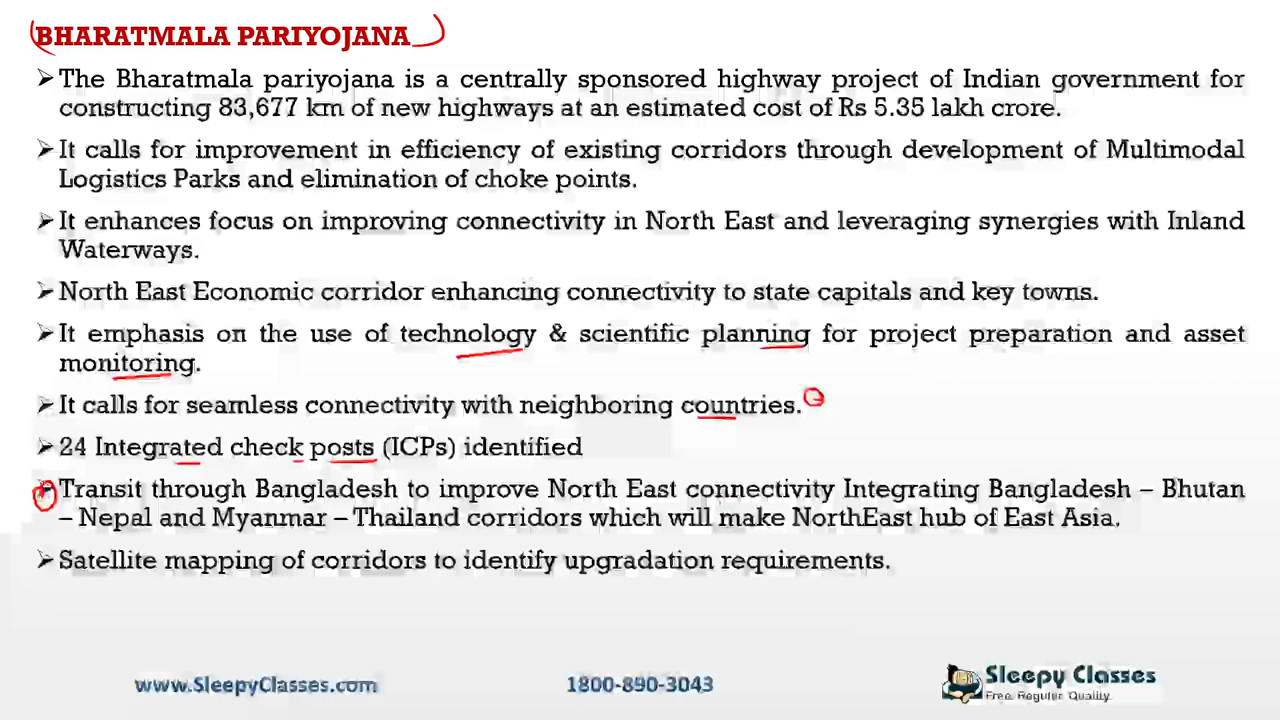 BHARATMALA PARIYOJANA
➢The Bharatmala pariyojana is a centrally sponsored highway project of Indian government for
constructing 83,677 km of new highways at an estimated cost of Rs 5.35 lakh crore.
➢It calls for improvement in efficiency of existing corridors through development of Multimodal
Logistics Parks and elimination of choke points.
➢It enhances focus on improving connectivity in North East and leveraging synergies with Inland
Waterways.
➢North East Economic corridor enhancing connectivity to state capitals and key towns.
➢It emphasis on the use of technology & scientific planning for project preparation and asset
monitoring.
➢It calls for seamless connectivity with neighboring countries.
➢24 Integrated check posts (ICPs) identified
➢Transit through Bangladesh to improve North East connectivity Integrating Bangladesh – Bhutan
– Nepal and Myanmar – Thailand corridors which will make NorthEast hub of East Asia.
➢Satellite mapping of corridors to identify upgradation requirements.
www.SleepyClasses.com
1800-890-3043
Sleepy Classes
Free. Regular. Quality.